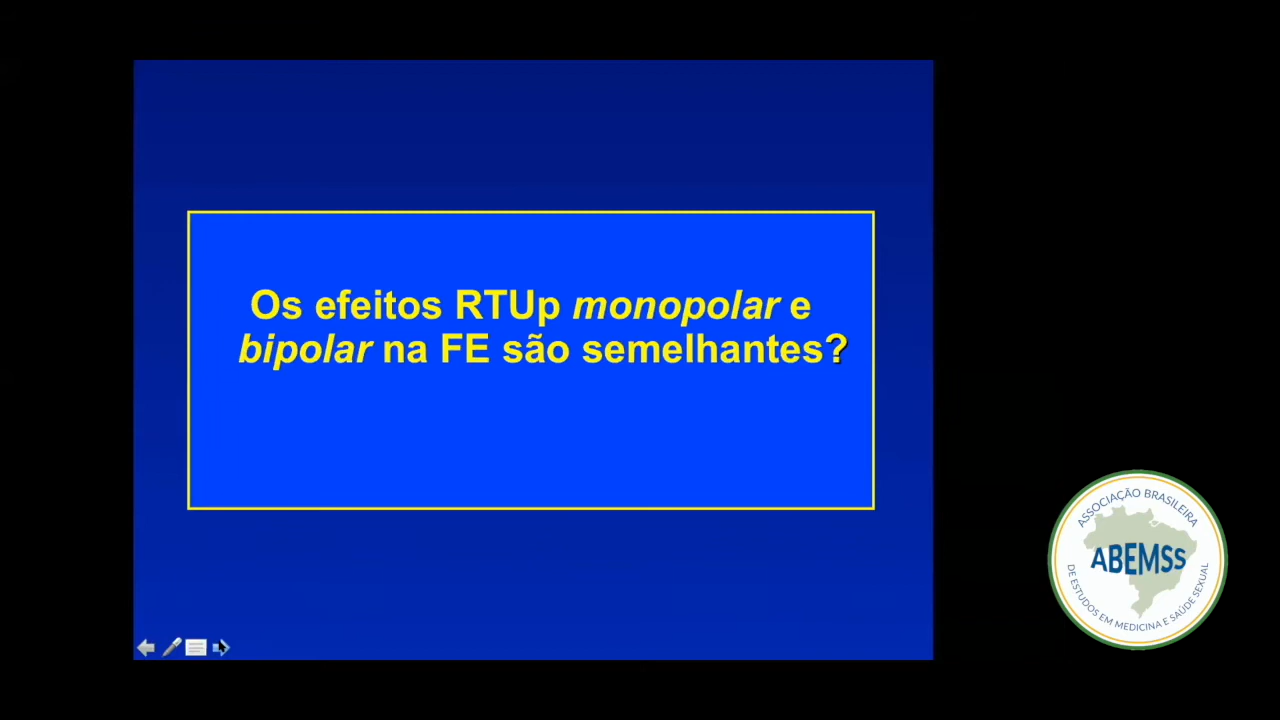 Os efeitos RTUp monopolar e
bipolar na FE são semelhantes?
ASSOCIAÇÃO BRASILEIRA
ABEMSS
DE ESTUDOS EM MEDICINA E SAÚDE SEXUAL